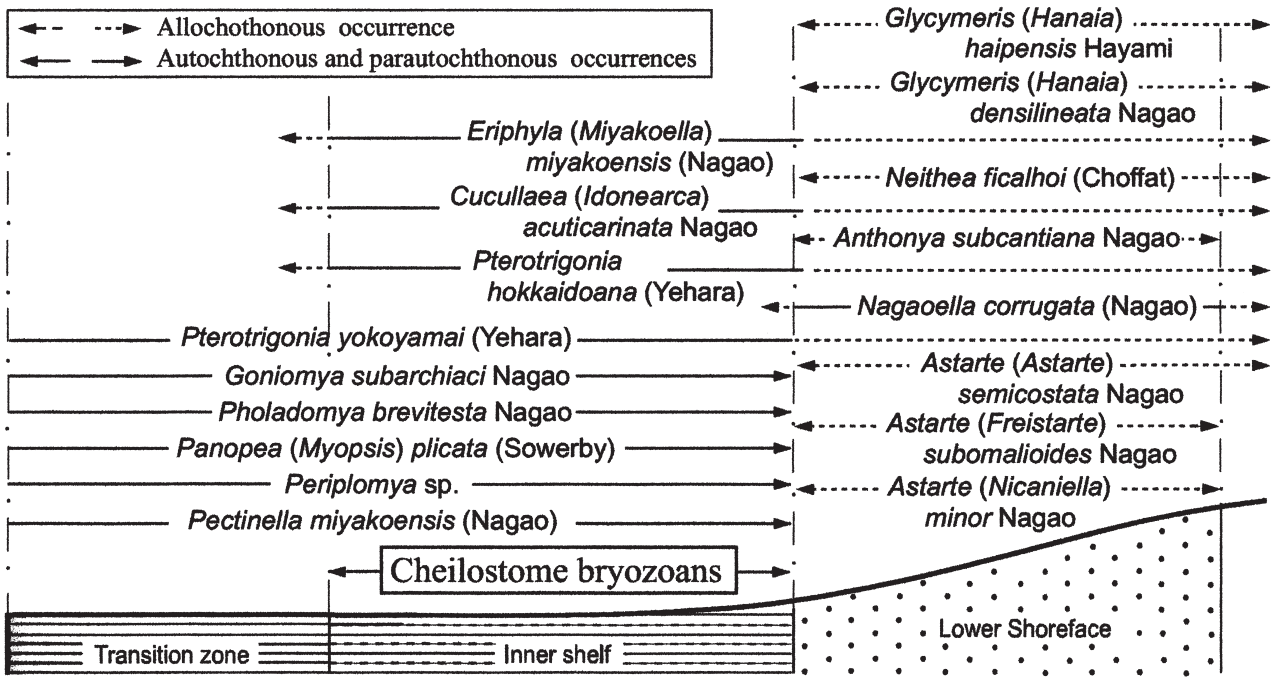 Allochothonous occurrence
Autochthonous and parautochthonous occurrences
Glycymeris (Hanaia)
haipensis Hayami
Glycymeris (Hanaia)
densilineata Nagao
Eriphyla (Miyakoella)
miyakoensis (Nagao)
Neithea ficalhoi (Choffat)
Cucullaea (Idonearca)
acuticarinata Nagao
Anthonya subcantiana Nagao
Pterotrigonia
hokkaidoana (Yehara)
Nagaoella corrugata (Nagao)
Pterotrigonia yokoyamai (Yehara)
Astarte (Astarte)
semicostata Nagao
Goniomya subarchiaci Nagao
Pholadomya brevitesta Nagao
Astarte (Freistarte)
subomalioides Nagao
Panopea (Myopsis) plicata (Sowerby)
Periplomya sp.
Astarte (Nicaniella)
minor Nagao
Pectinella miyakoensis (Nagao)
Cheilostome bryozoans
Transition zone
Inner shelf
Lower Shoreface